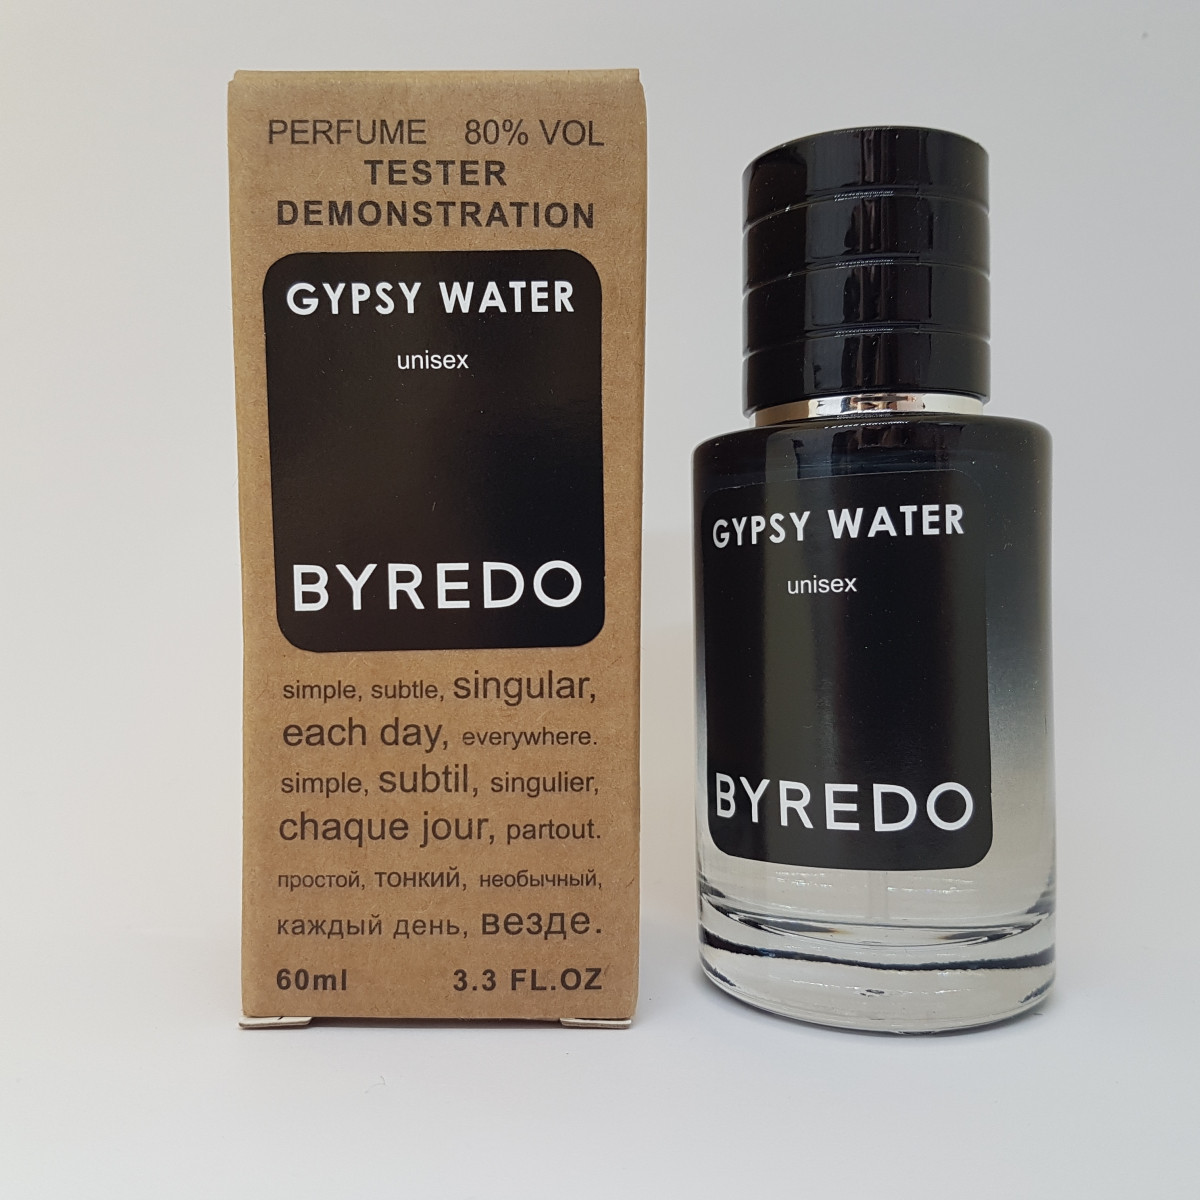 PERFUME 80% VOL
TESTER
DEMONSTRATION
GYPSY WATER
unisex
BYREDO
simple, subtle, singular,
each day, everywhere.
simple, subtil, singulier,
chaque jour, partout.
простой, тонкий, необычный,
каждый день, везде.
60ml 3.3 FL.OZ
GYPSY WATER
unisex
BYREDO